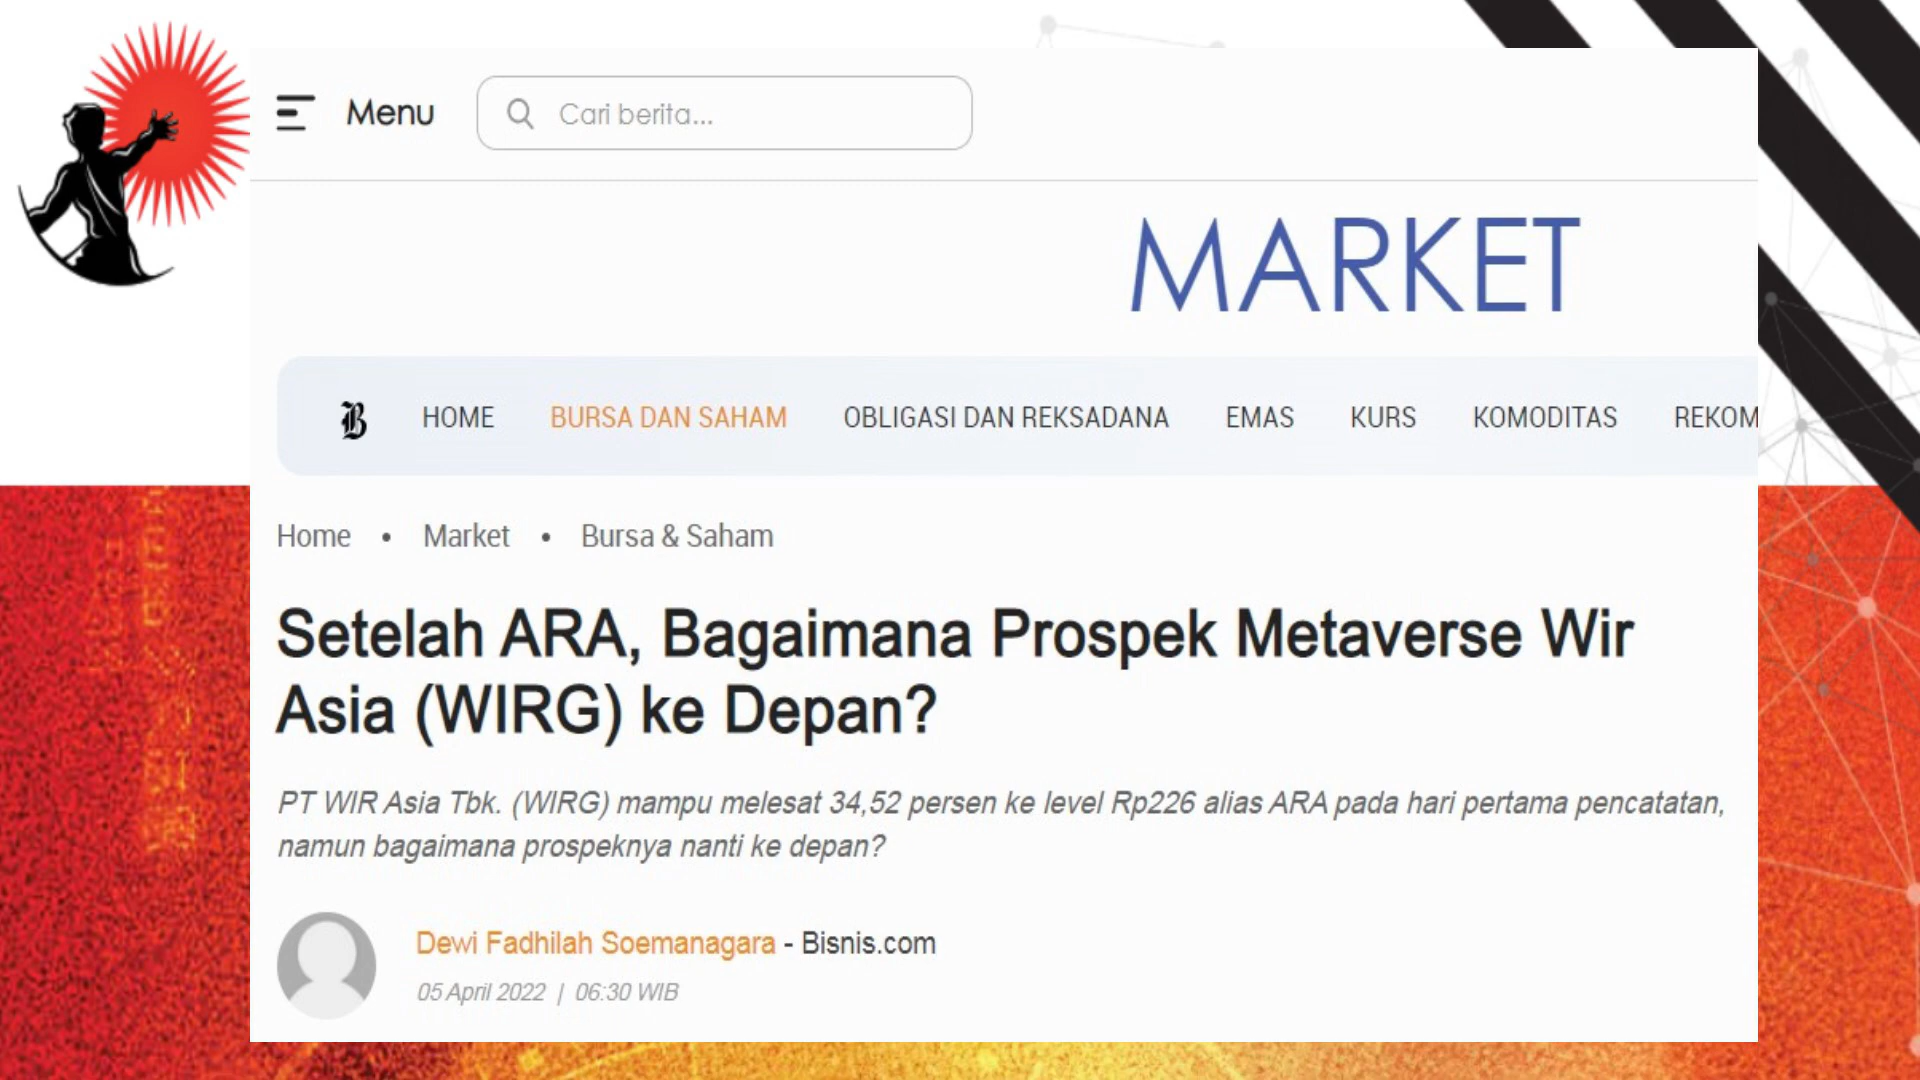 Menu
Cari berita...
MARKET
B HOME BURSA DAN SAHAM OBLIGASI DAN REKSADANA EMAS KURS KOMODITAS REKOM
Home • Market • Bursa & Saham
Setelah ARA, Bagaimana Prospek Metaverse Wir
Asia (WIRG) ke Depan?
PT WIR Asia Tbk. (WIRG) mampu melesat 34,52 persen ke level Rp226 alias ARA pada hari pertama pencatatan,
namun bagaimana prospeknya nanti ke depan?
Dewi Fadhilah Soemanagara - Bisnis.com
05 April 2022 | 06:30 WIB